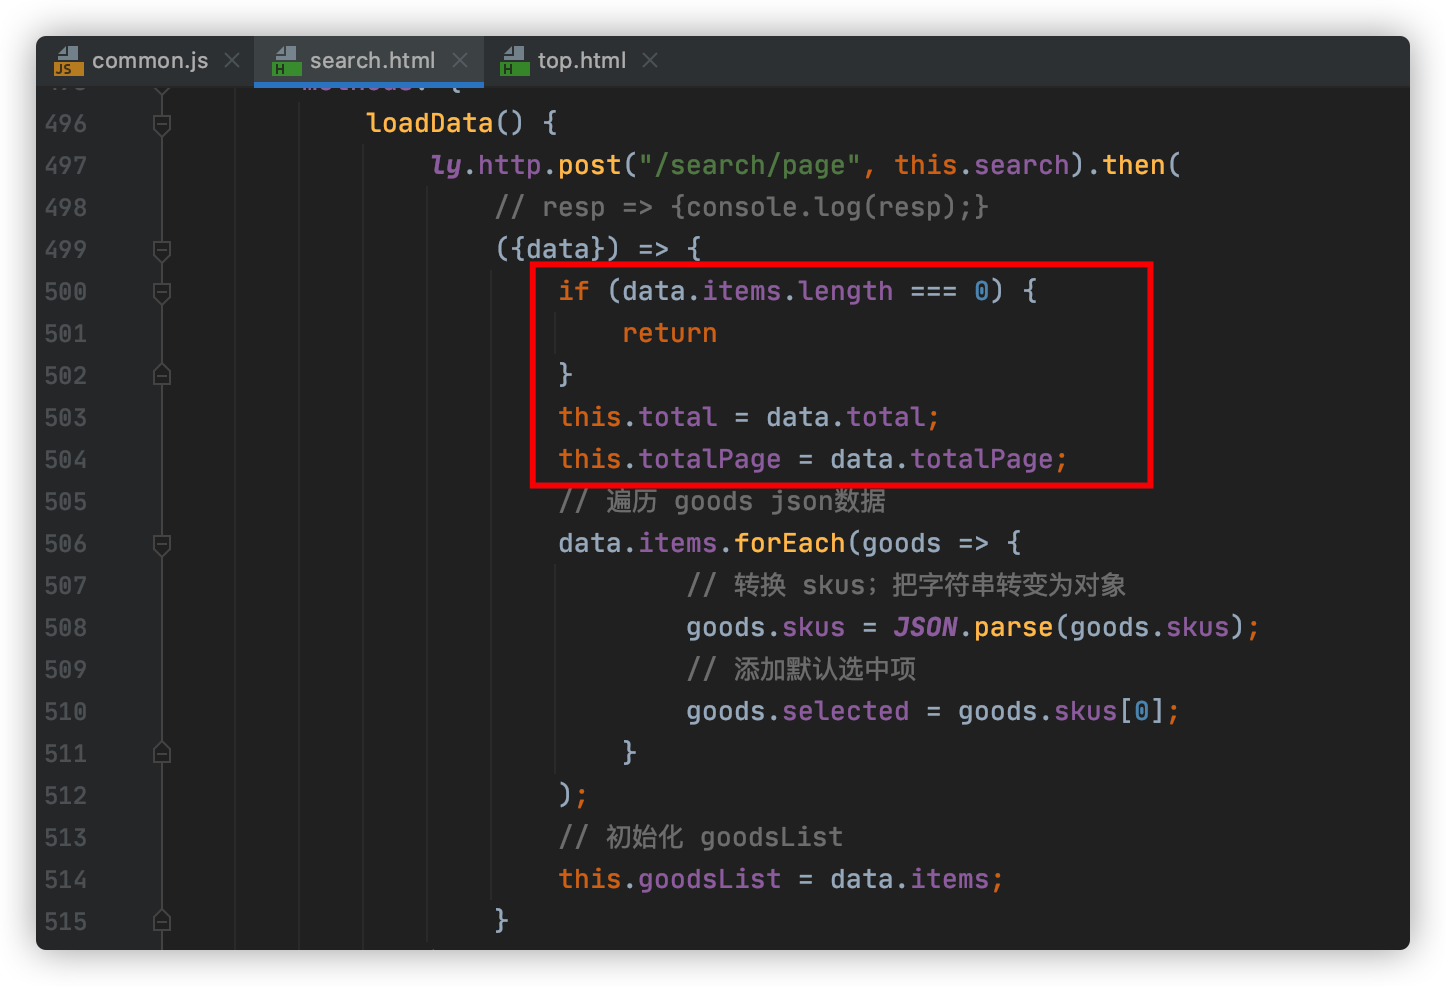 common.js search.html top.html
496 loadData() {
497 ly.http.post("/search/page", this.search).then(
498 // resp => {console.log(resp);}
499 ({data}) => {
500 if (data.items.length === 0) {
501 return
502 }
503 this.total = data.total;
504 this.totalPage = data.totalPage;
505 // 遍历 goods json数据
506 data.items.forEach(goods => {
507 // 转换 skus；把字符串转变为对象
508 goods.skus = JSON.parse(goods.skus);
509 // 添加默认选中项
510 goods.selected = goods.skus[0];
511 }
512 );
513 // 初始化 goodsList
514 this.goodsList = data.items;
515 }